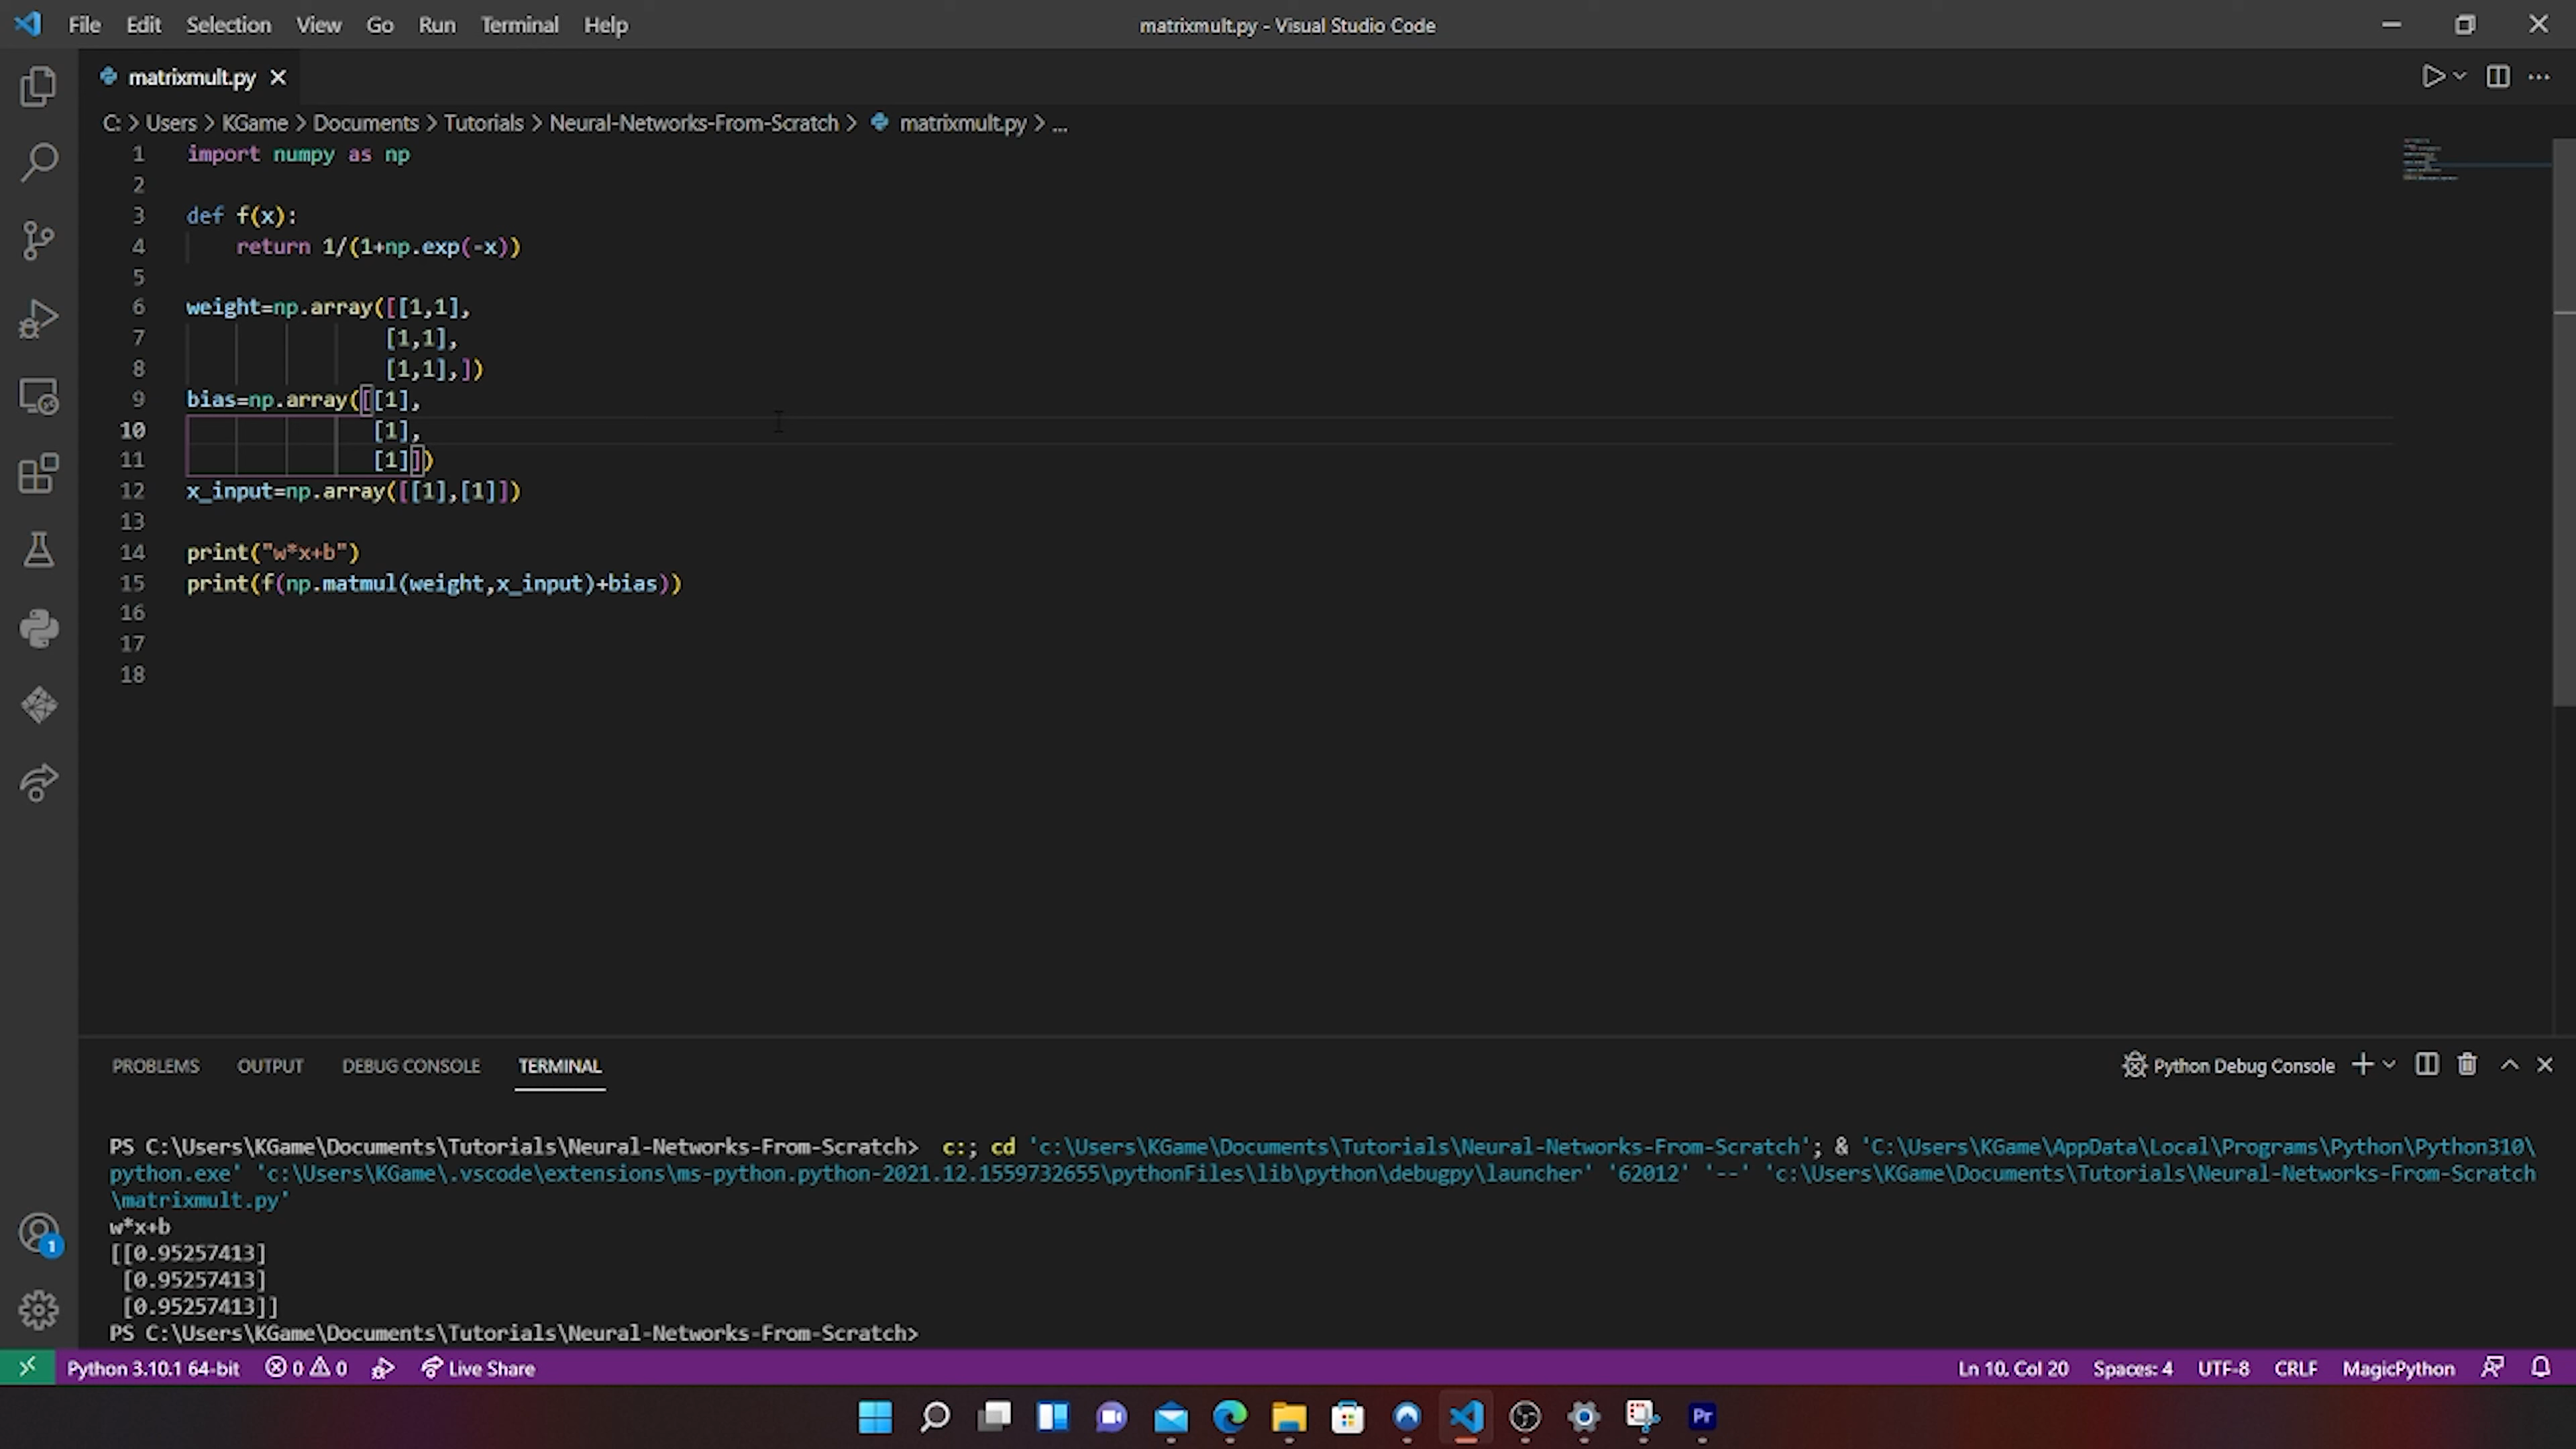 File Edit Selection View Go Run Terminal Help
matrixmult.py - Visual Studio Code
matrixmult.py
C: > Users > KGame > Documents > Tutorials > Neural-Networks-From-Scratch > matrixmult.py > ...
1 import numpy as np
2
3 def f(x):
4     return 1/(1+np.exp(-x))
5
6 weight=np.array([[1,1],
7                 [1,1],
8                 [1,1],])
9 bias=np.array([[1],
10                [1],
11                [1]])
12 x_input=np.array([[1],[1]])
13
14 print("w*x+b")
15 print(f(np.matmul(weight,x_input)+bias))
16
17
18
PROBLEMS OUTPUT DEBUG CONSOLE TERMINAL
Python Debug Console
PS C:\Users\KGame\Documents\Tutorials\Neural-Networks-From-Scratch>  c:; cd 'c:\Users\KGame\Documents\Tutorials\Neural-Networks-From-Scratch'; & 'C:\Users\KGame\AppData\Local\Programs\Python\Python310\
python.exe' 'c:\Users\KGame\.vscode\extensions\ms-python.python-2021.12.1559732655\pythonFiles\lib\python\debugpy\launcher' '62012' '--' 'c:\Users\KGame\Documents\Tutorials\Neural-Networks-From-Scratch
\matrixmult.py'
w*x+b
[[0.95257413]
 [0.95257413]
 [0.95257413]]
PS C:\Users\KGame\Documents\Tutorials\Neural-Networks-From-Scratch>
1
Python 3.10.1 64-bit 0 0 Live Share
Ln 10, Col 20 Spaces: 4 UTF-8 CRLF MagicPython
Pr